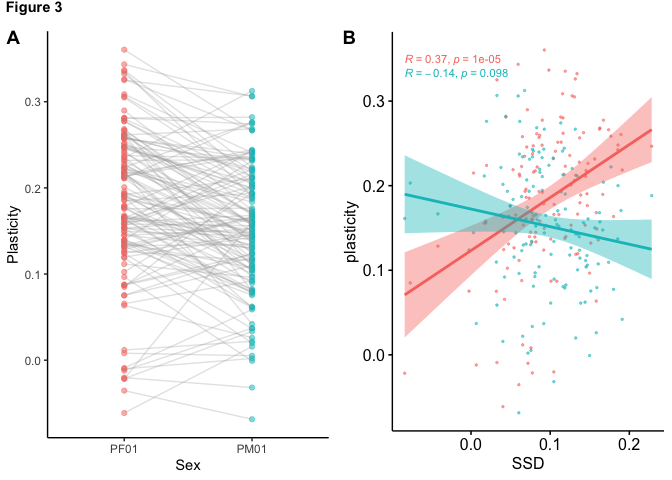 Figure 3
A
Plasticity
0.3
0.2
0.1
0.0
PF01
PM01
Sex
B
R = 0.37, p = 1e-05
R = −0.14, p = 0.098
plasticity
0.3
0.2
0.1
0.0
0.0
0.1
0.2
SSD